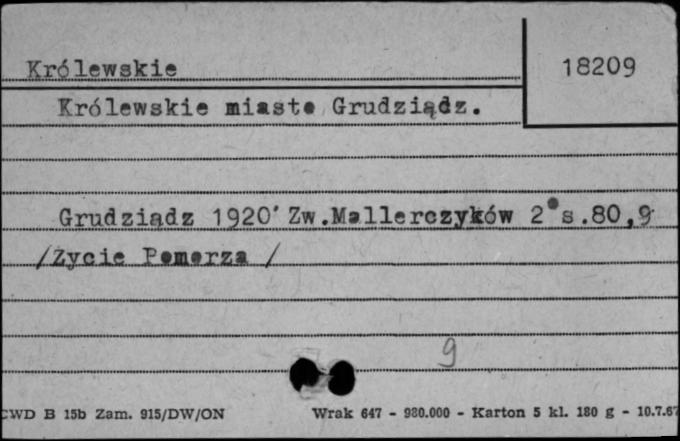 Królewskie
18209
Królewskie miasto Grudziądz.
Grudziądz 1920' Zw.Mallerczyków 2° s.80,9
/Życie Pomorza /
9
CWD B 15b Zam. 915/DW/ON Wrak 647 - 980.000 - Karton 5 kl. 180 g - 10.7.67